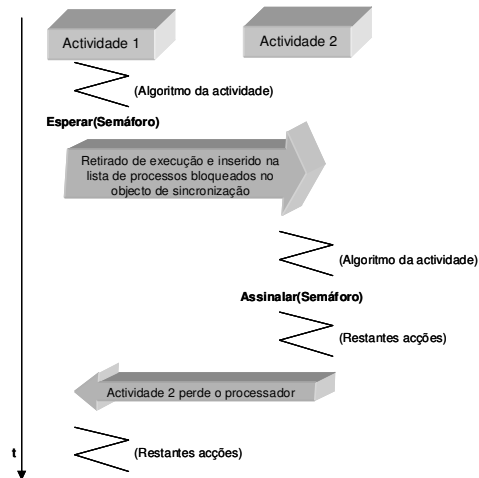 Actividade 1
Actividade 2
(Algoritmo da actividade)
Esperar(Semáforo)
Retirado de execução e inserido na
lista de processos bloqueados no
objecto de sincronização
(Algoritmo da actividade)
Assinalar(Semáforo)
(Restantes acções)
Actividade 2 perde o processador
t
(Restantes acções)